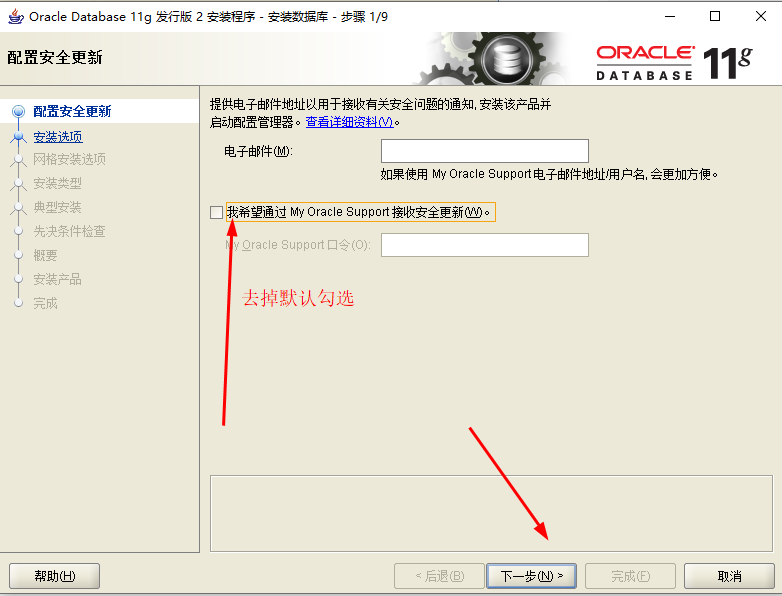 Oracle Database 11g 发行版 2 安装程序 - 安装数据库 - 步骤 1/9
配置安全更新
ORACLE
DATABASE 11g
配置安全更新
安装选项
网格安装选项
安装类型
典型安装
先决条件检查
概要
安装产品
完成
提供电子邮件地址以用于接收有关安全问题的通知, 安装该产品并
启动配置管理器。查看详细资料(V)。
电子邮件(M):
如果使用 My Oracle Support 电子邮件地址/用户名, 会更加方便。
我希望通过 My Oracle Support 接收安全更新(W)。
My Oracle Support 口令(O):
去掉默认勾选
帮助(H)
< 后退(B)
下一步(N) >
完成(F)
取消